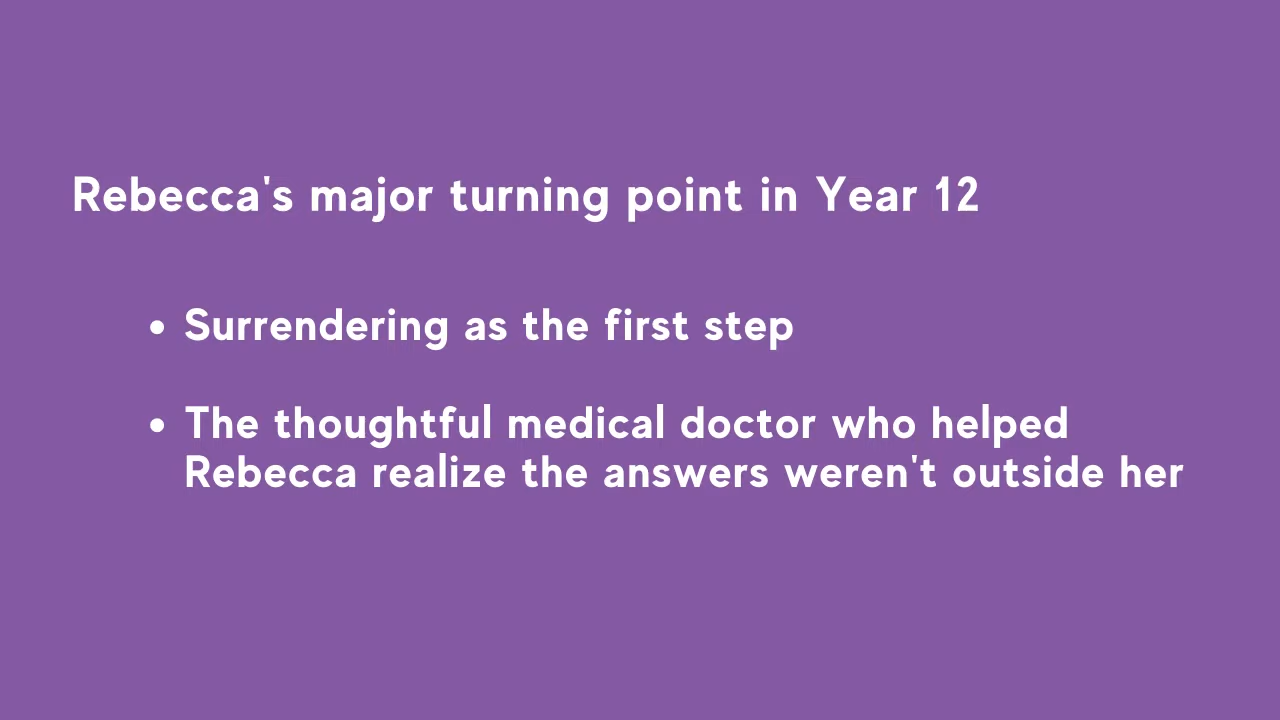 Rebecca's major turning point in Year 12
• Surrendering as the first step
• The thoughtful medical doctor who helped
Rebecca realize the answers weren't outside her